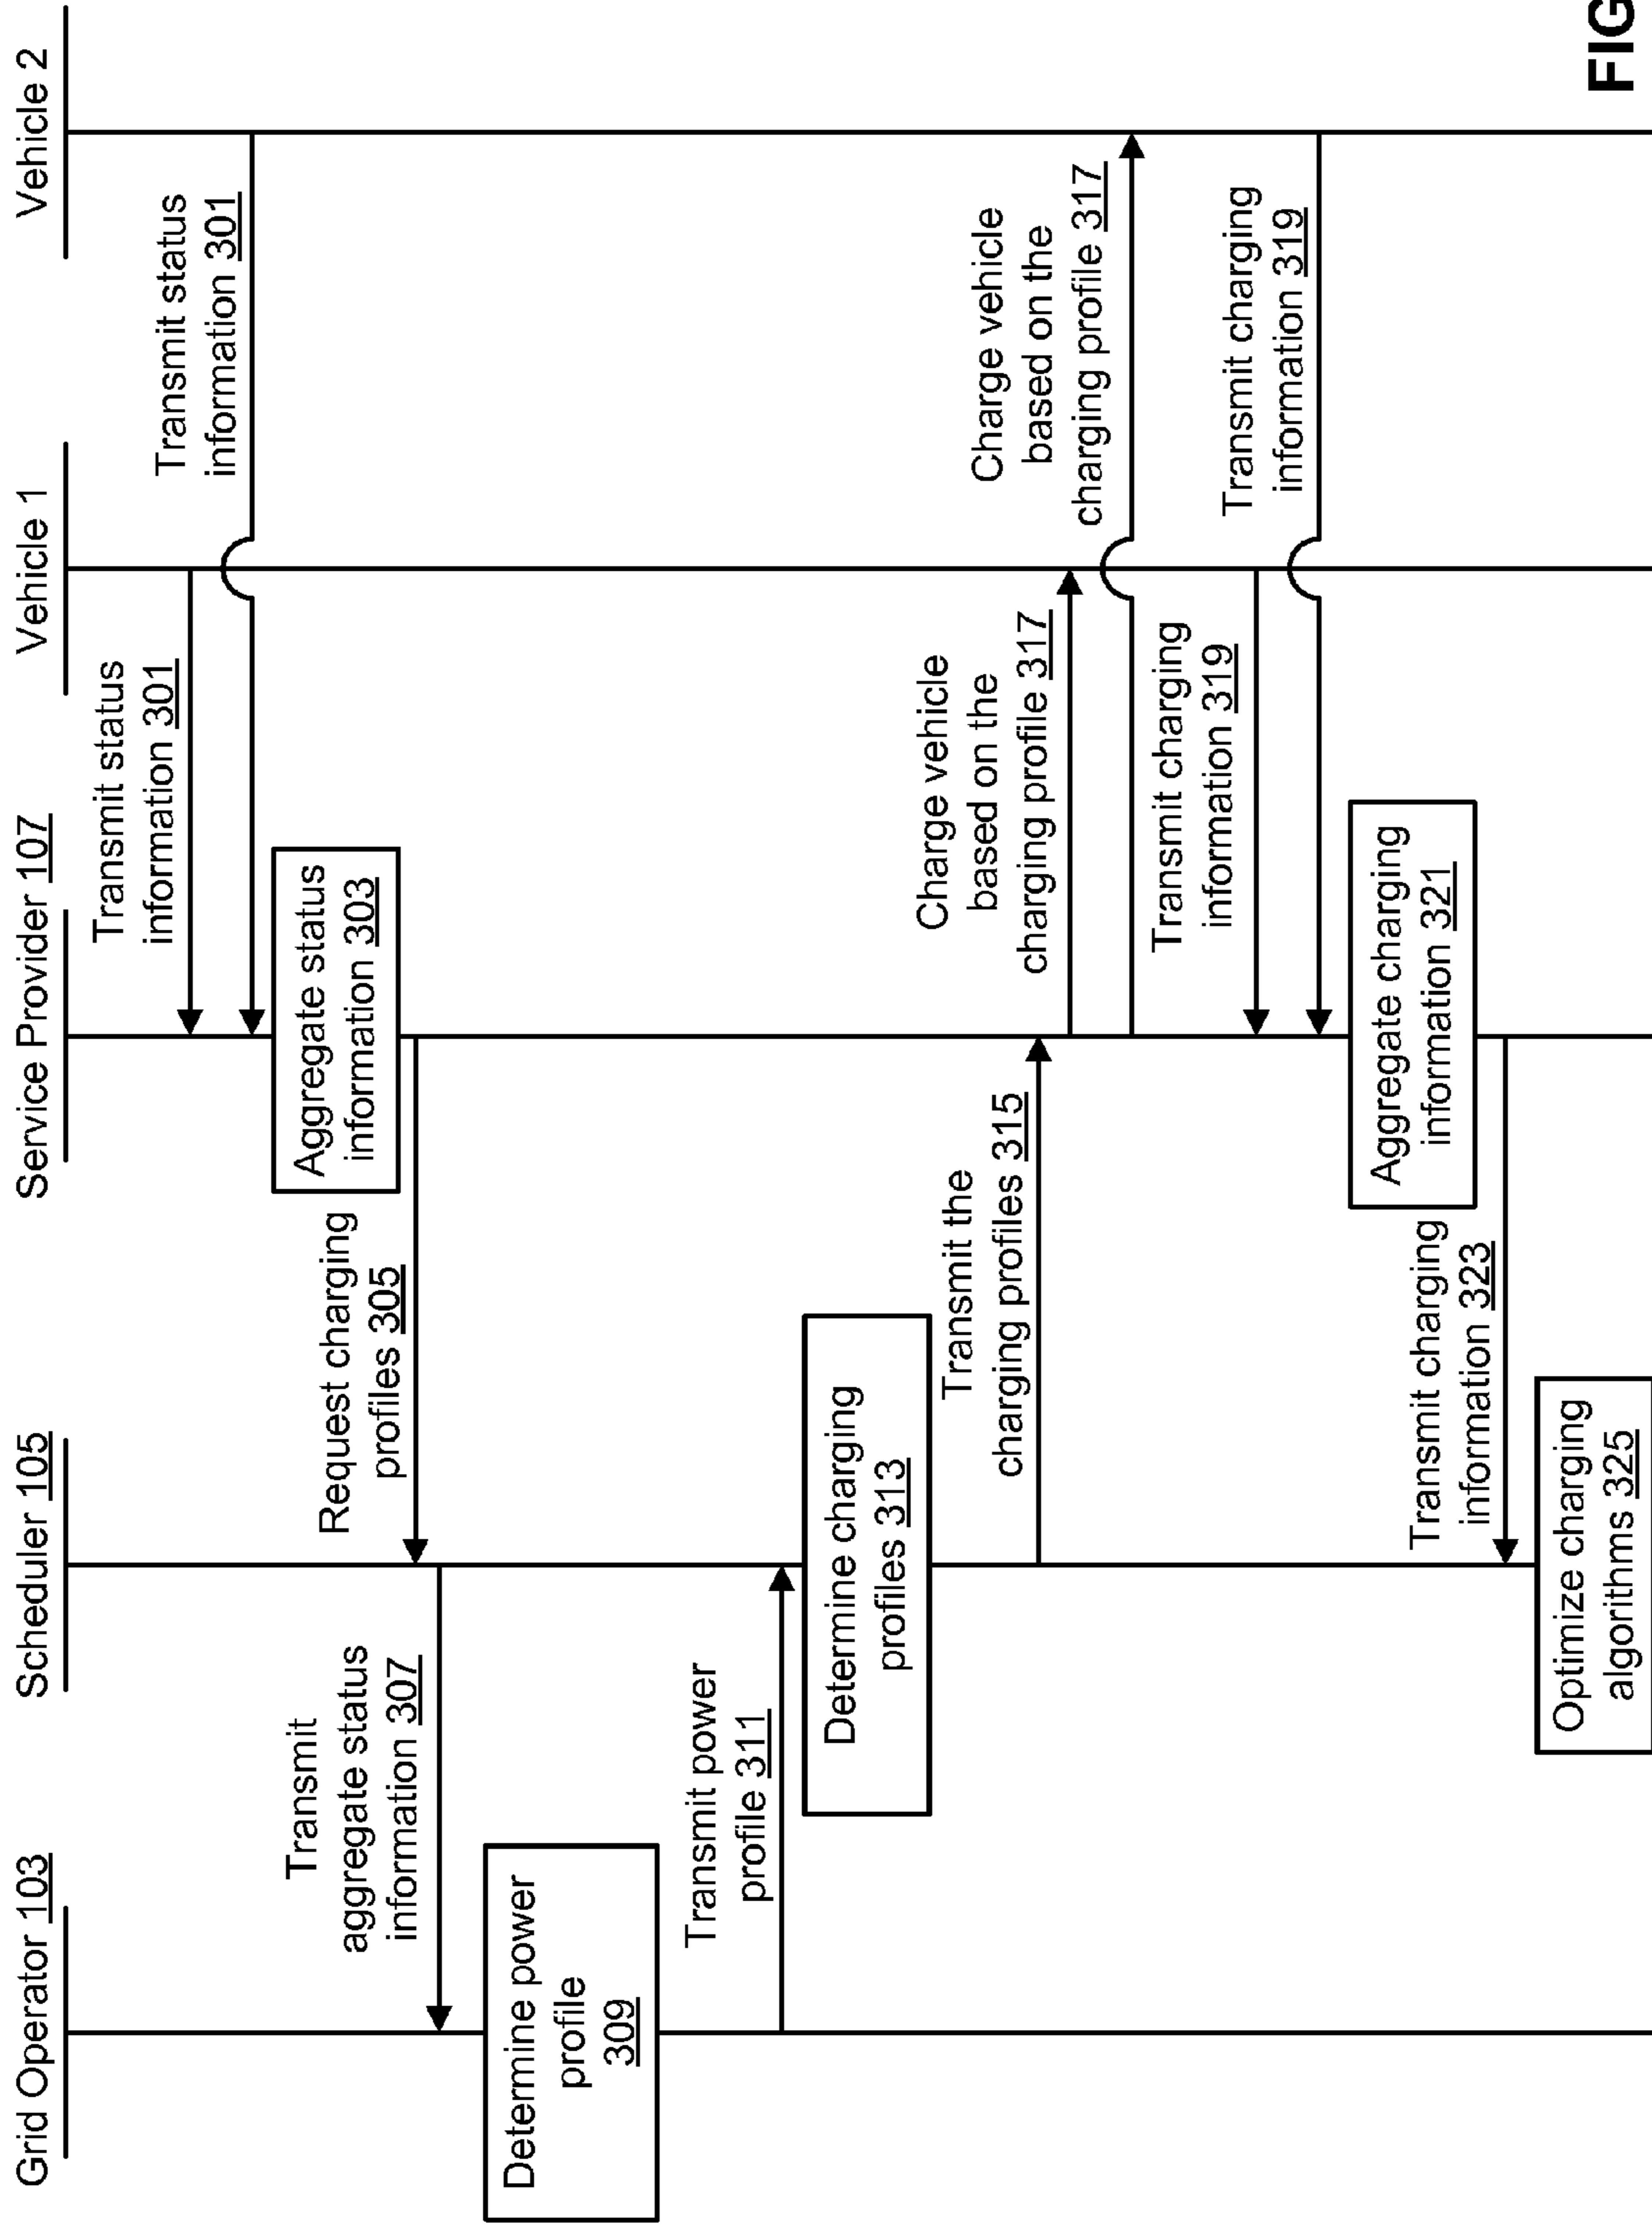 Grid Operator 103
Scheduler 105
Service Provider 107
Vehicle 1
Vehicle 2
Transmit status
information 301
Transmit status
information 301
Aggregate status
information 303
Request charging
profiles 305
Transmit
aggregate status
information 307
Determine power
profile
309
Transmit power
profile 311
Determine charging
profiles 313
Transmit the
charging profiles 315
Charge vehicle
based on the
charging profile 317
Charge vehicle
based on the
charging profile 317
Transmit charging
information 319
Transmit charging
information 319
Aggregate charging
information 321
Transmit charging
information 323
Optimize charging
algorithms 325
FIG